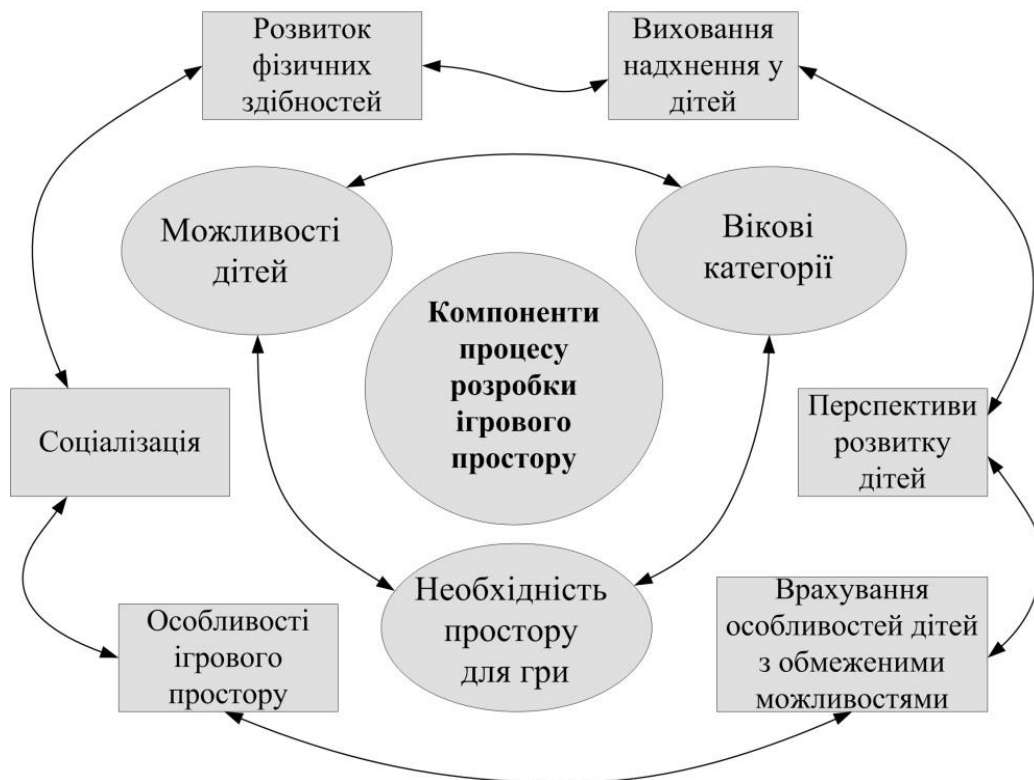 Розвиток
фізичних
здібностей
Виховання
надхнення у
дітей
Можливості
дітей
Вікові
категорії
Компоненти
процесу
розробки
ігрового
простору
Соціалізація
Перспективи
розвитку
дітей
Необхідність
простору
для гри
Особливості
ігрового
простору
Врахування
особливостей дітей
з обмеженими
можливостями